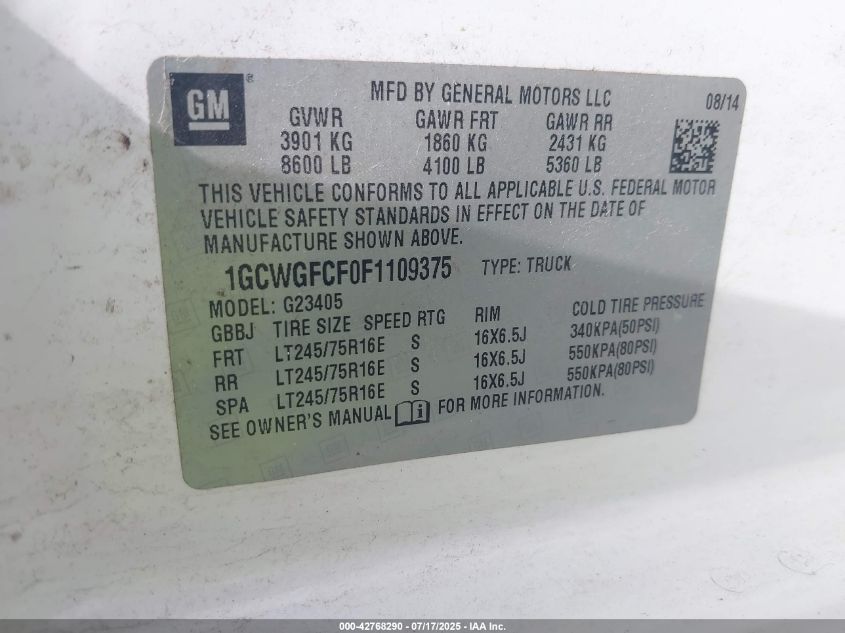 GM®
MFD BY GENERAL MOTORS LLC 08/14
GVWR GAWR FRT GAWR RR
3901 KG 1860 KG 2431 KG
8600 LB 4100 LB 5360 LB
THIS VEHICLE CONFORMS TO ALL APPLICABLE U.S. FEDERAL MOTOR
VEHICLE SAFETY STANDARDS IN EFFECT ON THE DATE OF
MANUFACTURE SHOWN ABOVE.
1GCWGFCF0F1109375 TYPE: TRUCK
MODEL: G23405
GBBJ TIRE SIZE SPEED RTG RIM COLD TIRE PRESSURE
FRT LT245/75R16E S 16X6.5J 340KPA(50PSI)
RR LT245/75R16E S 16X6.5J 550KPA(80PSI)
SPA LT245/75R16E S 16X6.5J 550KPA(80PSI)
SEE OWNER'S MANUAL i FOR MORE INFORMATION.
000-42768290 - 07/17/2025 - IAA Inc.